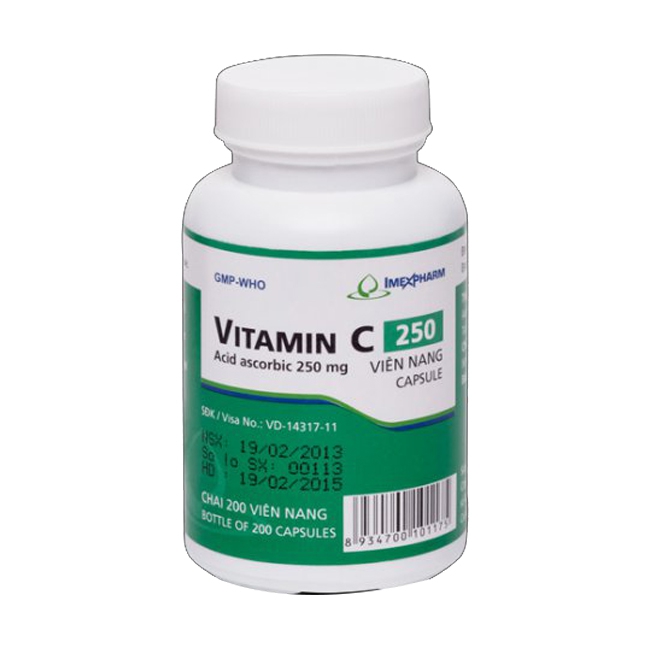 GMP-WHO
IMEXPHARM
VITAMIN C 250
Acid ascorbic 250 mg
VIÊN NANG
CAPSULE
SĐK / Visa No.: VD-14317-11
NSX: 19/02/2013
So lo SX: 00113
HD : 19/02/2015
CHAI 200 VIÊN NANG
BOTTLE OF 200 CAPSULES
8 934700 101175